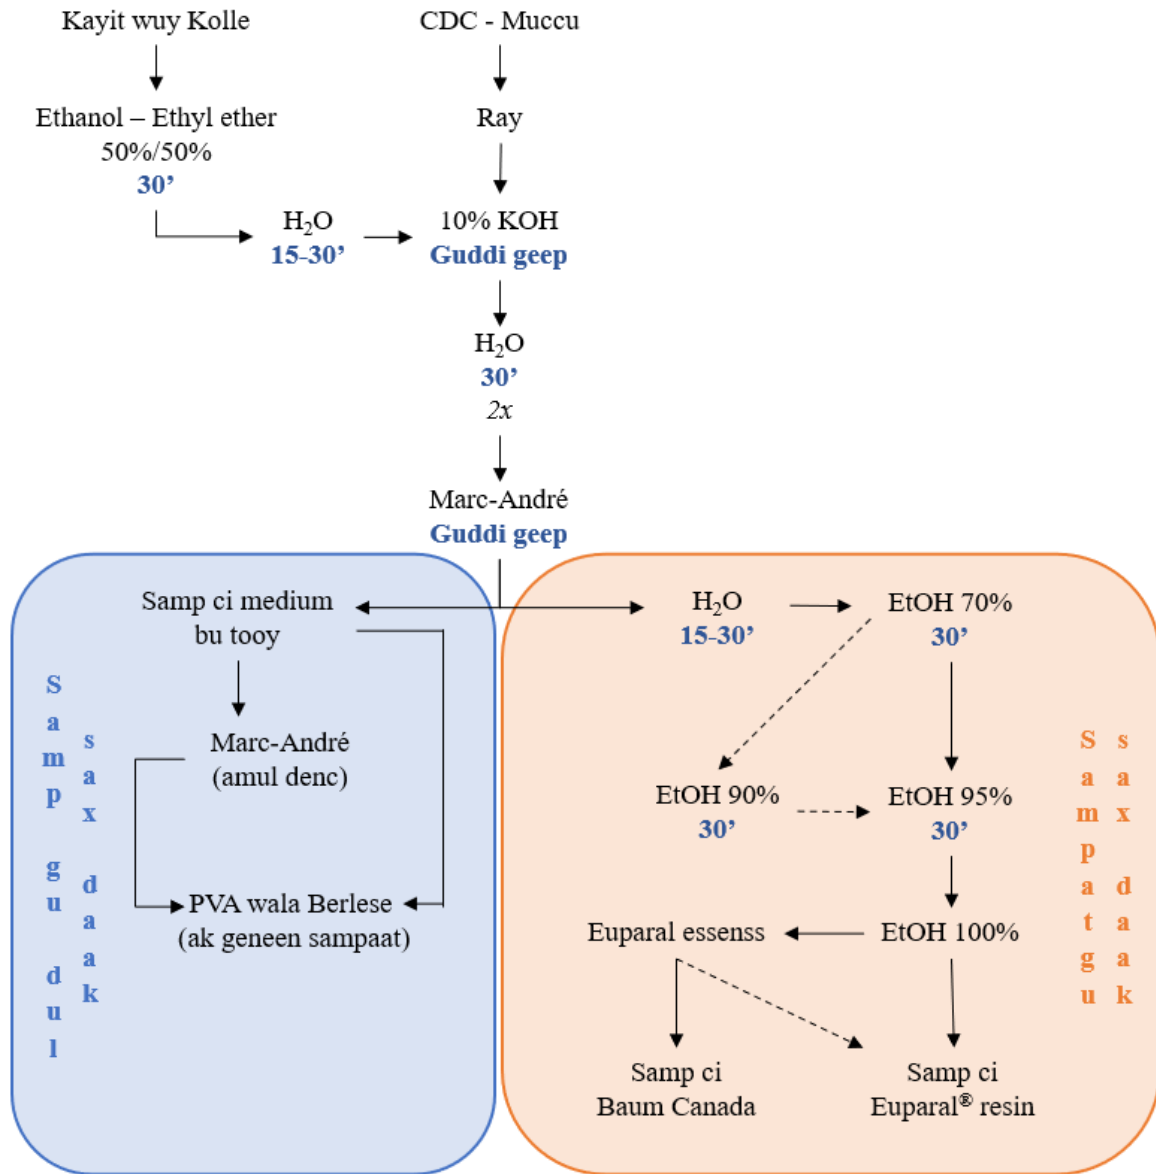 Kayit wuy Kolle
Ethanol – Ethyl ether
50%/50%
30’
H₂O
15-30’
CDC - Muccu
Ray
10% KOH
Guddi geep
H₂O
30’
2x
Marc-André
Guddi geep
Samp ci medium
bu tooy
Marc-André
(amul denc)
PVA wala Berlese
(ak geneen sampaat)
Samp gu dul
sax daaak
H₂O
15-30’
EtOH 70%
30’
EtOH 90%
30’
EtOH 95%
30’
Euparal essenss
EtOH 100%
Samp ci
Baum Canada
Samp ci
Euparal® resin
Sampatgu
sax daak